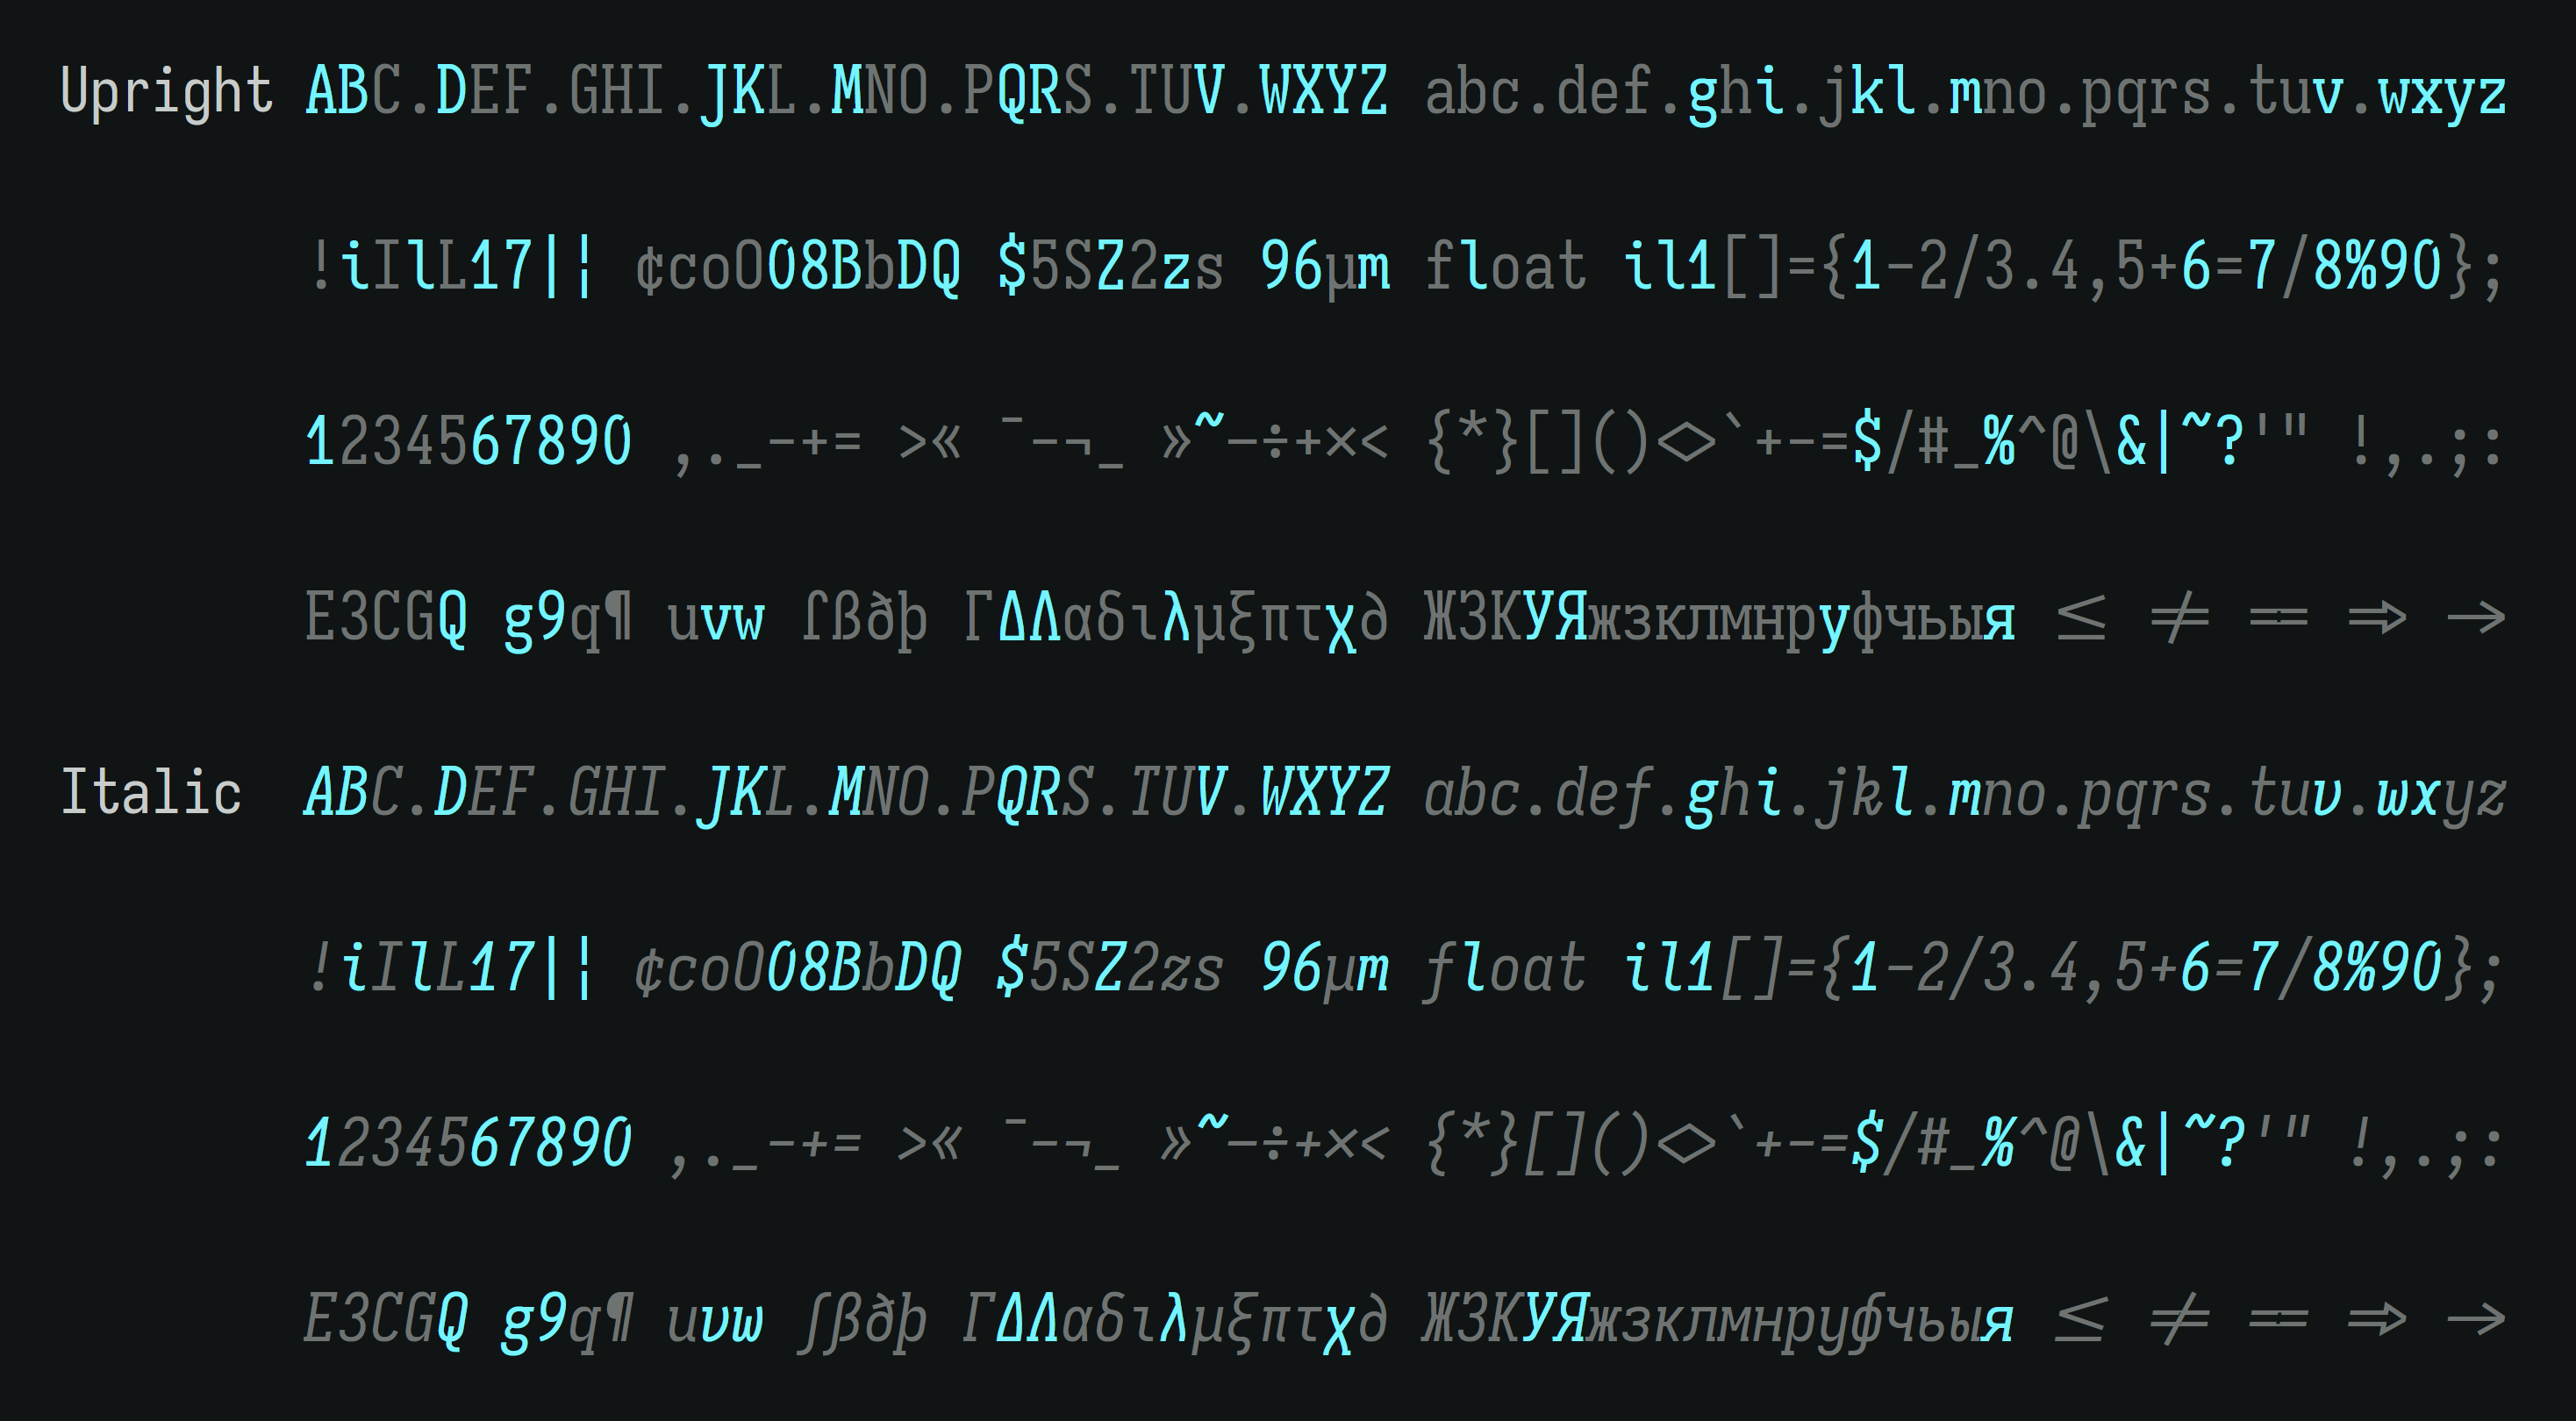 Upright ABC.DEF.GHI.JKL.MNO.PQRS.TUV.WXYZ abc.def.ghi.jkl.mno.pqrs.tuv.wxyz
!iIlL17|¦ ¢coO08BbDQ $5SZ2zs 96µm float il1[]={1-2/3.4,5+6=7/8%90};
1234567890 ,._-+= >« ¯-¬_ »~–÷+×< {*}[]()<>`+-=$/#_%^@\&|~?'" !,.;:
E3CGQ g9q¶ uvw ſßðþ ΓΔΛαδιλμξπτχ∂ ЖЗКУЯжзклмнруфчьыя ≤ ≠ == ⇒ →
Italic ABC.DEF.GHI.JKL.MNO.PQRS.TUV.WXYZ abc.def.ghi.jkl.mno.pqrs.tuv.wxyz
!iIlL17|¦ ¢coO08BbDQ $5SZ2zs 96µm float il1[]={1-2/3.4,5+6=7/8%90};
1234567890 ,._-+= >« ¯-¬_ »~–÷+×< {*}[]()<>`+-=$/#_%^@\&|~?'" !,.;:
E3CGQ g9q¶ uvw ſßðþ ΓΔΛαδιλμξπτχ∂ ЖЗКУЯжзклмнруфчьыя ≤ ≠ == ⇒ →